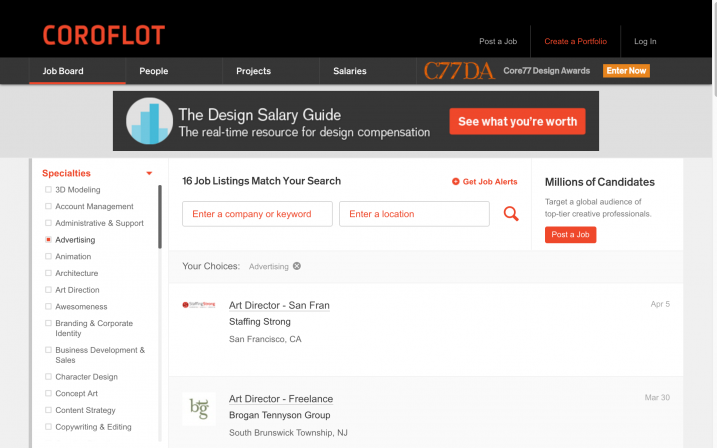 COROFLOT
Post a Job
Create a Portfolio
Log In
Job Board
People
Projects
Salaries
C77DA
Core77 Design Awards
Enter Now
The Design Salary Guide
The real-time resource for design compensation
See what you're worth
Specialties
3D Modeling
Account Management
Administrative & Support
Advertising
Animation
Architecture
Art Direction
Awesomeness
Branding & Corporate
Identity
Business Development &
Sales
Character Design
Concept Art
Content Strategy
Copywriting & Editing
16 Job Listings Match Your Search
Get Job Alerts
Enter a company or keyword
Enter a location
Millions of Candidates
Target a global audience of
top-tier creative professionals.
Post a Job
Your Choices:
Advertising
StaffingStrong
Art Director - San Fran
Apr 5
Staffing Strong
San Francisco, CA
bg
Art Director - Freelance
Mar 30
Brogan Tennyson Group
South Brunswick Township, NJ